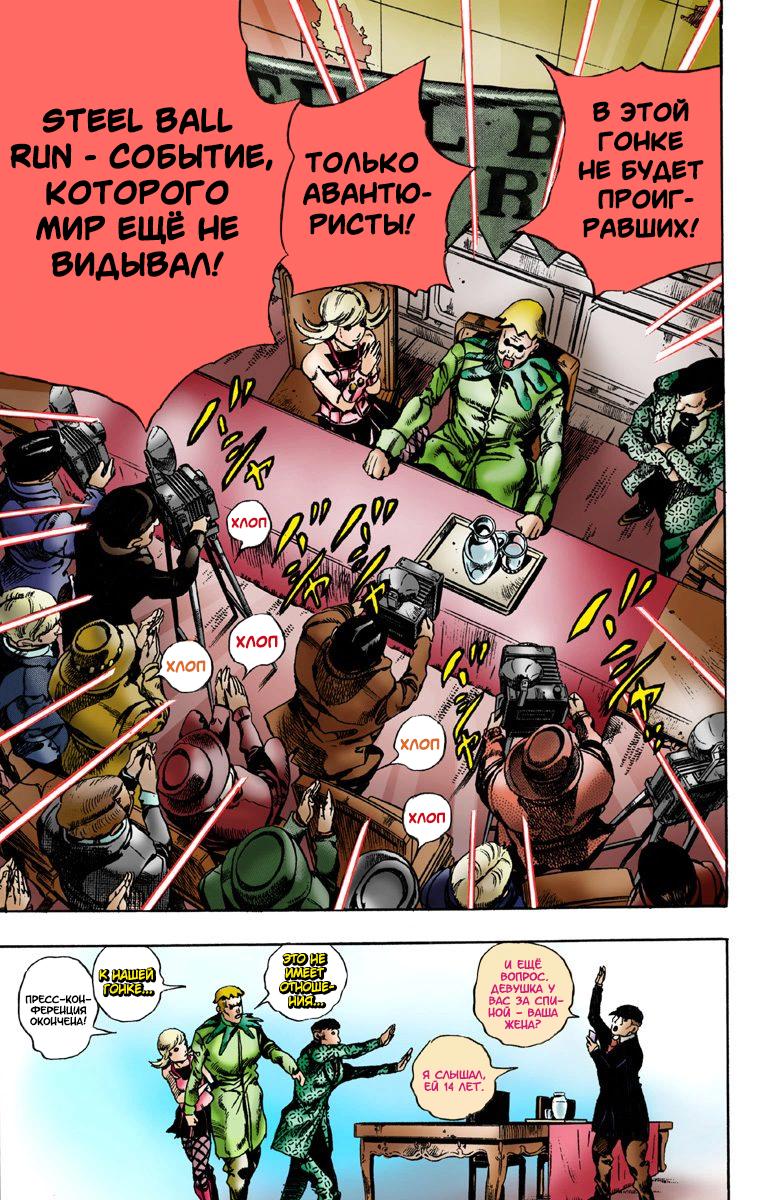 EEL B
R
В ЭТОЙ
ГОНКЕ
НЕ БУДЕТ
ПРОИГ-
РАВШИХ!
ТОЛЬКО
АВАНТЮ-
РИСТЫ!
STEEL BALL
RUN - СОБЫТИЕ,
КОТОРОГО
МИР ЕЩЁ НЕ
ВИДЫВАЛ!
ХЛОП
ХЛОП
ХЛОП
ХЛОП
ХЛОП
И ЕЩЁ
ВОПРОС.
ДЕВУШКА У
ВАС ЗА СПИ-
НОЙ – ВАША
ЖЕНА?
Я СЛЫШАЛ,
ЕЙ 14 ЛЕТ.
ЭТО НЕ
ИМЕЕТ
ОТНОШЕ-
НИЯ...
К НАШЕЙ
ГОНКЕ...
ПРЕСС-КОН-
ФЕРЕНЦИЯ
ОКОНЧЕНА!